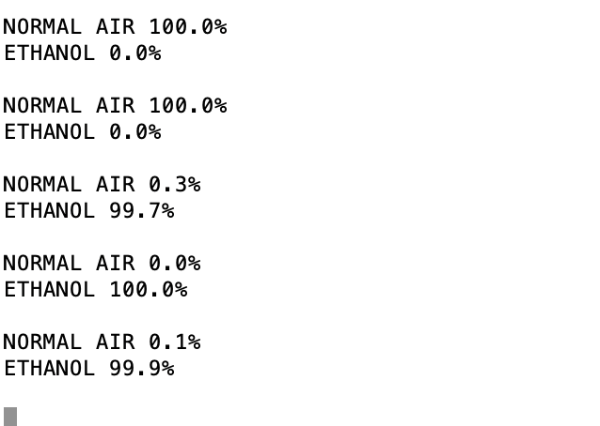 NORMAL AIR 100.0%
ETHANOL 0.0%
NORMAL AIR 100.0%
ETHANOL 0.0%
NORMAL AIR 0.3%
ETHANOL 99.7%
NORMAL AIR 0.0%
ETHANOL 100.0%
NORMAL AIR 0.1%
ETHANOL 99.9%